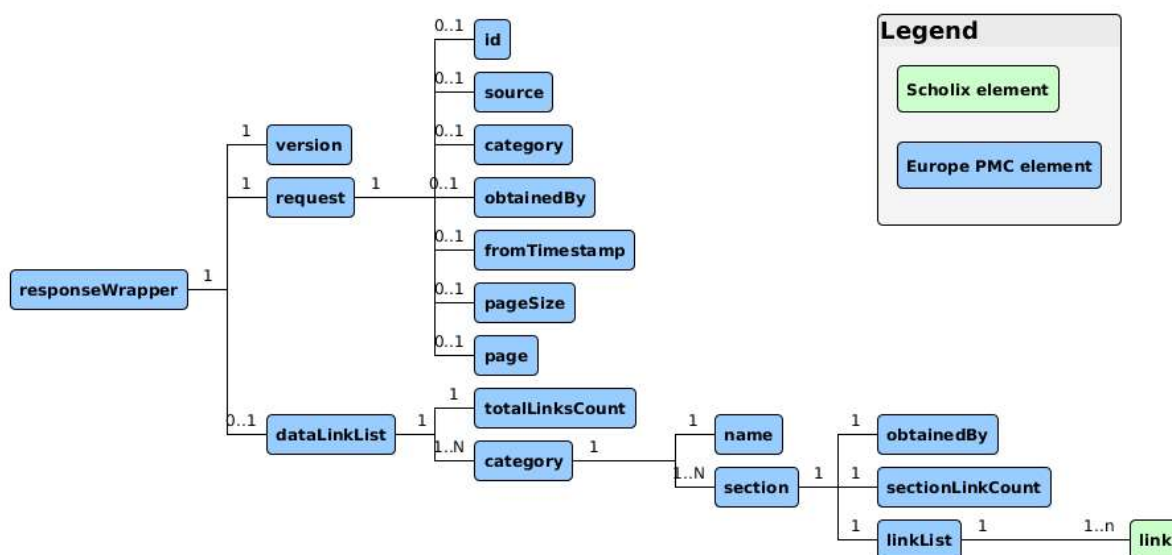 0..1
id
Legend
0..1
source
Scholix element
1
version
0..1
category
Europe PMC element
1
request
1
0..1
obtainedBy
0..1
fromTimestamp
responseWrapper
1
0..1
pageSize
0..1
page
1
totalLinksCount
0..1
dataLinkList
1
1..N
category
1
1
name
1..N
section
1
1
obtainedBy
1
sectionLinkCount
1
linkList
1
1..n
link